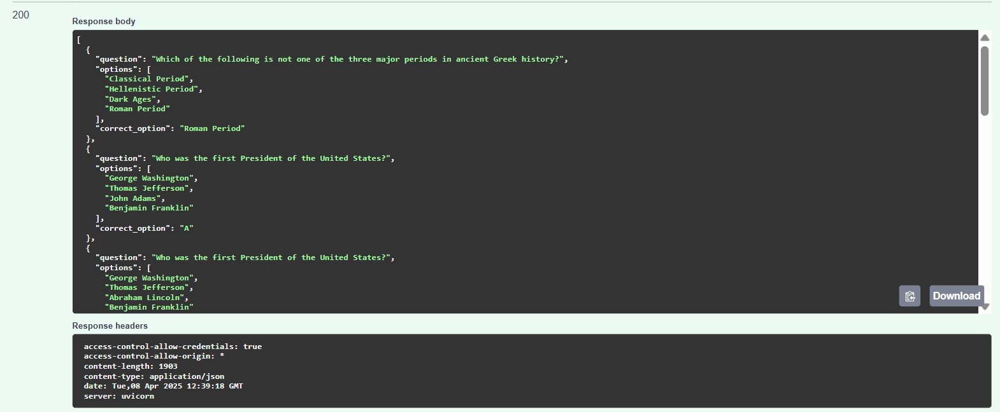 200
Response body
[
  {
    "question": "Which of the following is not one of the three major periods in ancient Greek history?",
    "options": [
      "Classical Period",
      "Hellenistic Period",
      "Dark Ages",
      "Roman Period"
    ],
    "correct_option": "Roman Period"
  },
  {
    "question": "Who was the first President of the United States?",
    "options": [
      "George Washington",
      "Thomas Jefferson",
      "John Adams",
      "Benjamin Franklin"
    ],
    "correct_option": "A"
  },
  {
    "question": "Who was the first President of the United States?",
    "options": [
      "George Washington",
      "Thomas Jefferson",
      "Abraham Lincoln",
      "Benjamin Franklin"
Download
Response headers
access-control-allow-credentials: true
access-control-allow-origin: *
content-length: 1903
content-type: application/json
date: Tue,08 Apr 2025 12:39:18 GMT
server: uvicorn